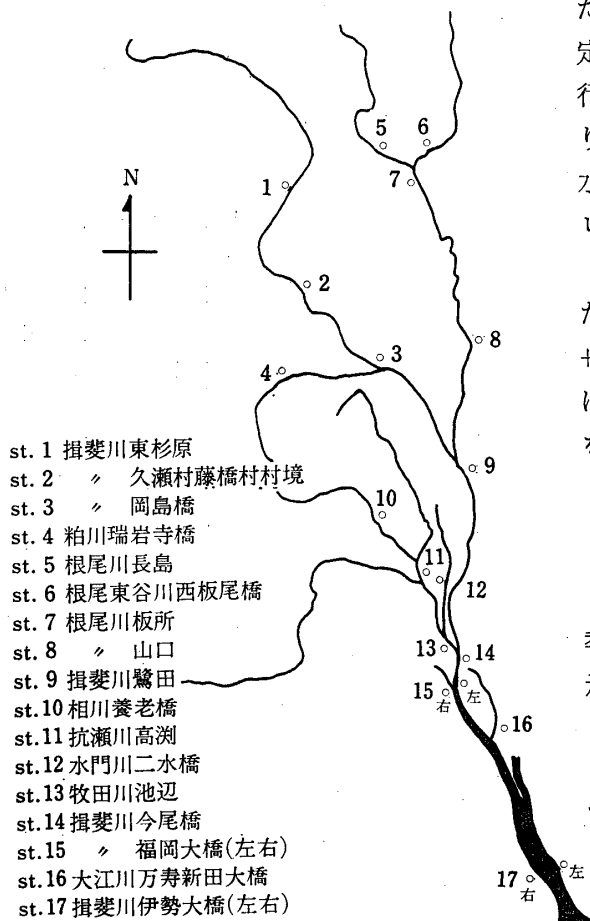 N
5
6
7
1
2
8
3
4
9
10
11
12
13
14
15
右
左
16
17
右
左
st. 1 揖斐川東杉原
st. 2 〃 久瀬村藤橋村村境
st. 3 〃 岡島橋
st. 4 粕川瑞岩寺橋
st. 5 根尾川長島
st. 6 根尾東谷川西板尾橋
st. 7 根尾川板所
st. 8 〃 山口
st. 9 揖斐川鷺田
st.10 相川養老橋
st.11 抗瀬川高渕
st.12 水門川二水橋
st.13 牧田川池辺
st.14 揖斐川今尾橋
st.15 〃 福岡大橋(左右)
st.16 大江川万寿新田大橋
st.17 揖斐川伊勢大橋(左右)